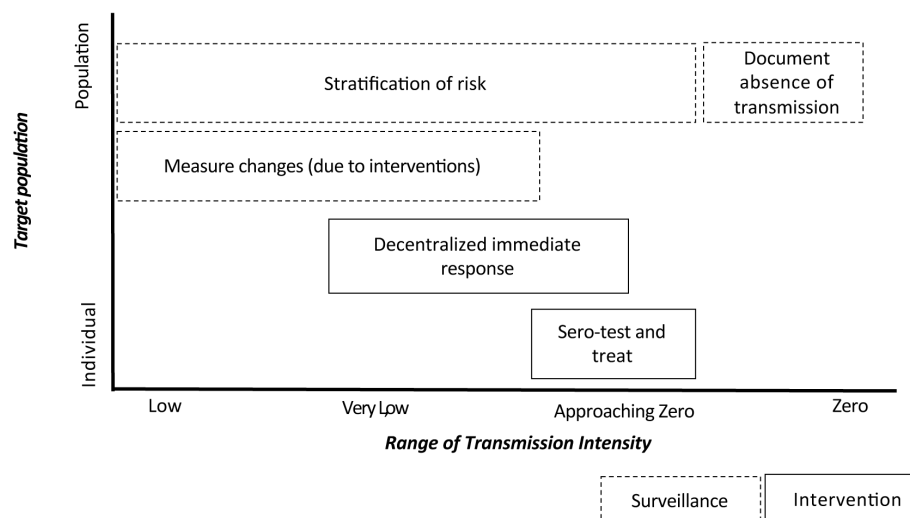 Population
Stratification of risk
Document
absence of
transmission
Measure changes (due to interventions)
Target population
Decentralized immediate
response
Individual
Sero-test and
treat
Low
Very Low
Approaching Zero
Zero
Range of Transmission Intensity
Surveillance
Intervention